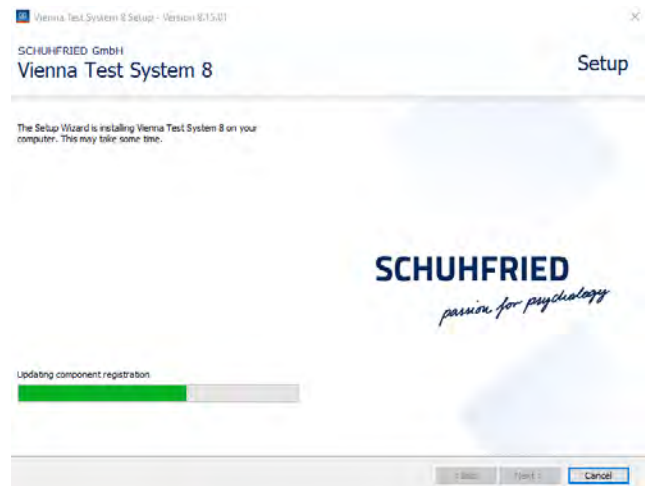 Vienna Test System 8 Setup - Version 8.15.01
SCHUHFRIED GmbH
Vienna Test System 8
Setup
The Setup Wizard is installing Vienna Test System 8 on your
computer. This may take some time.
SCHUHFRIED
passion for psychology
Updating component registration
< Back Next > Cancel